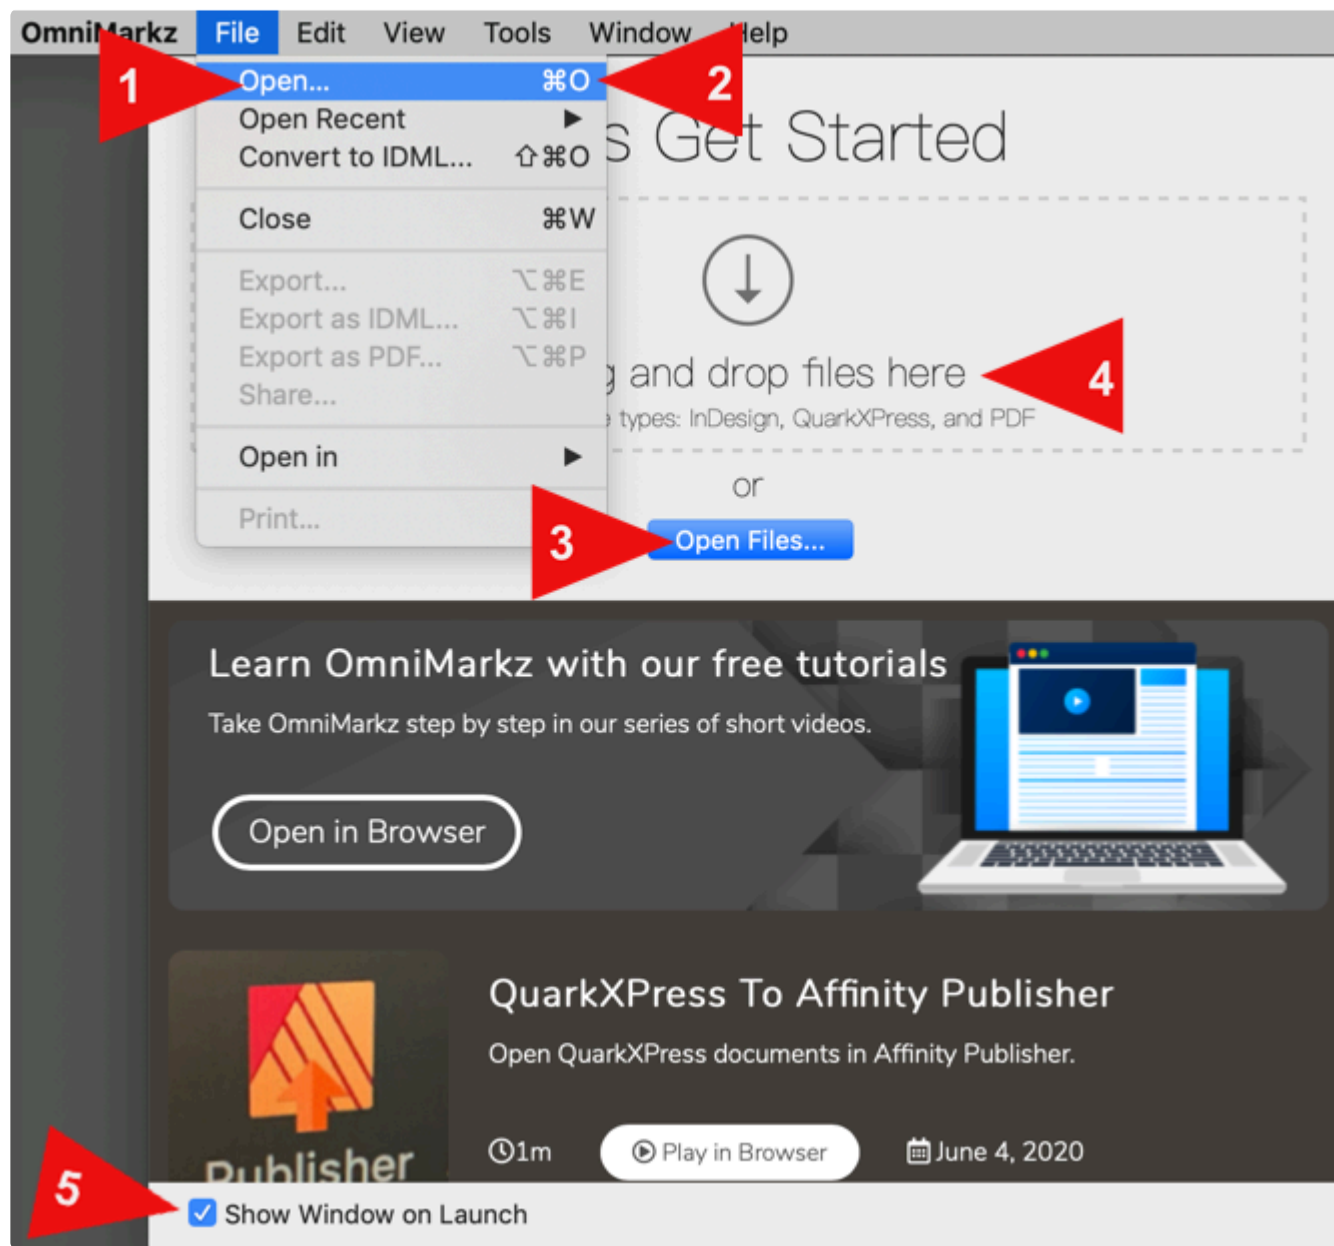 OmniMarkz File Edit View Tools Window Help
1
Open... ⌘O
2
Open Recent ▶
Convert to IDML... ⇧⌘O
Close ⌘W
Export... ⌥⌘E
Export as IDML... ⌥⌘I
Export as PDF... ⌥⌘P
Share...
Open in ▶
Print...
s Get Started
and drop files here
4
types: InDesign, QuarkXPress, and PDF
or
3
Open Files...
Learn OmniMarkz with our free tutorials
Take OmniMarkz step by step in our series of short videos.
Open in Browser
QuarkXPress To Affinity Publisher
Open QuarkXPress documents in Affinity Publisher.
Publisher
1m
Play in Browser
June 4, 2020
5
Show Window on Launch